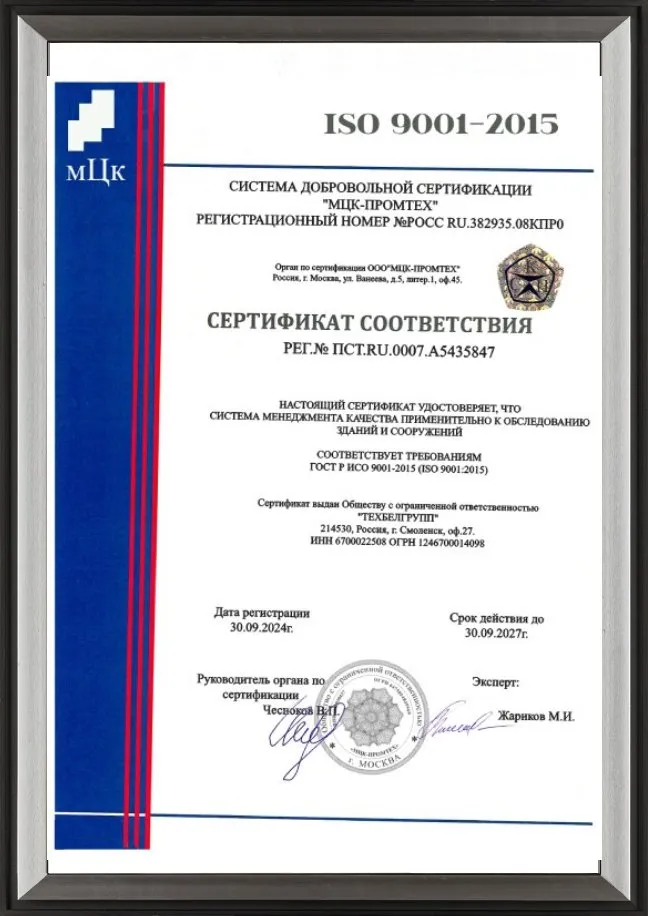 мЦк
ISO 9001-2015
СИСТЕМА ДОБРОВОЛЬНОЙ СЕРТИФИКАЦИИ
"МЦК-ПРОМТЕХ"
РЕГИСТРАЦИОННЫЙ НОМЕР №РОСС RU.382935.08КПР0
Орган по сертификации ООО"МЦК-ПРОМТЕХ"
Россия, г. Москва, ул. Ванеева, д.5, литер.1, оф.45.
СЕРТИФИКАТ СООТВЕТСТВИЯ
РЕГ.№ ПСТ.RU.0007.А5435847
НАСТОЯЩИЙ СЕРТИФИКАТ УДОСТОВЕРЯЕТ, ЧТО
СИСТЕМА МЕНЕДЖМЕНТА КАЧЕСТВА ПРИМЕНИТЕЛЬНО К ОБСЛЕДОВАНИЮ
ЗДАНИЙ И СООРУЖЕНИЙ
СООТВЕТСТВУЕТ ТРЕБОВАНИЯМ
ГОСТ Р ИСО 9001-2015 (ISO 9001:2015)
Сертификат выдан Обществу с ограниченной ответственностью
"ТЕХБЕЛГРУПП"
214530, Россия, г. Смоленск, оф.27.
ИНН 6700022508 ОГРН 1246700014098
Дата регистрации
30.09.2024г.
Срок действия до
30.09.2027г.
Руководитель органа по
сертификации
Чесноков В.П.
Эксперт:
Жариков М.И.
Общество с ограниченной ответственностью
«МЦК-ПРОМТЕХ»
г. МОСКВА